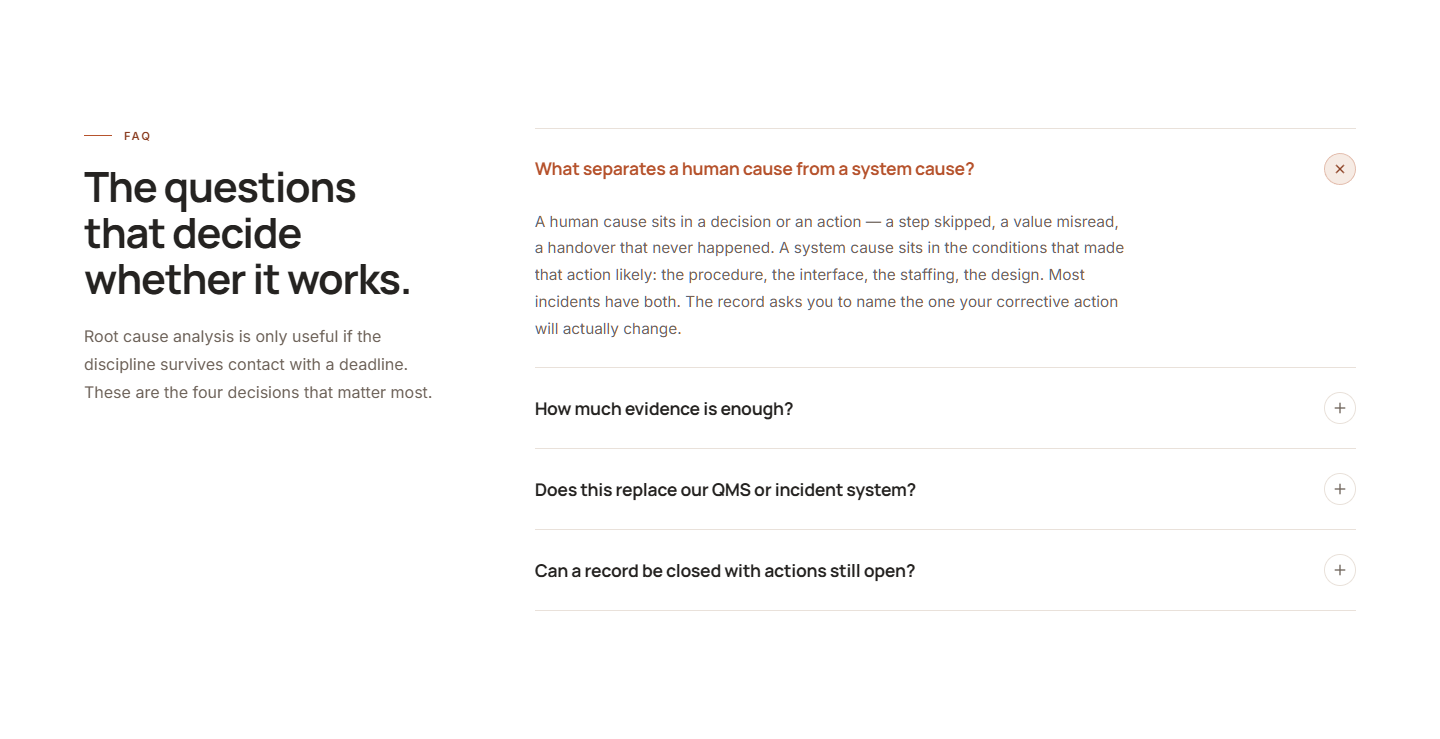 FAQ
The questions
that decide
whether it works.
Root cause analysis is only useful if the
discipline survives contact with a deadline.
These are the four decisions that matter most.
What separates a human cause from a system cause?
A human cause sits in a decision or an action — a step skipped, a value misread,
a handover that never happened. A system cause sits in the conditions that made
that action likely: the procedure, the interface, the staffing, the design. Most
incidents have both. The record asks you to name the one your corrective action
will actually change.
How much evidence is enough?
Does this replace our QMS or incident system?
Can a record be closed with actions still open?